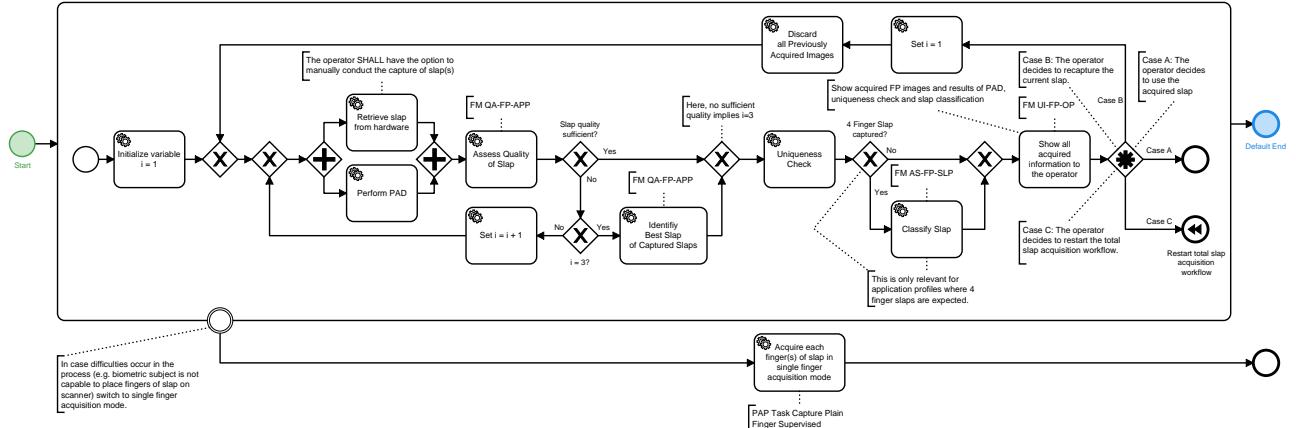 Discard
all Previously
Acquired Images
Set i = 1
The operator SHALL have the option to
manually conduct the capture of slap(s)
Case B: The operator
decides to recapture the
current slap.
Case A: The
operator decides
to use the
acquired slap
Show acquired FP images and results of PAD,
uniqueness check and slap classification
FM QA-FP-APP
Here, no sufficient
quality implies i=3
FM UI-FP-OP
Case B
Retrieve slap
from hardware
Slap quality
sufficient?
4 Finger Slap
captured?
Start
Initialize variable
i = 1
Assess Quality
of Slap
Yes
Uniqueness
Check
No
Show all
acquired
information to
the operator
Case A
Default End
No
FM QA-FP-APP
FM AS-FP-SLP
Perform PAD
Yes
Set i = i + 1
No
Yes
Identifiy
Best Slap
of Captured Slaps
Classify Slap
Case C
Case C: The operator
decides to restart the total
slap acquisition workflow.
i = 3?
Restart total slap
acquisition
workflow
This is only relevant for
application profiles where 4
finger slaps are expected.
In case difficulties occur in the
process (e.g. biometric subject is not
capable to place fingers of slap on
scanner) switch to single finger
acquisition mode.
Acquire each
finger(s) of slap in
single finger
acquisition mode
PAP Task Capture Plain
Finger Supervised